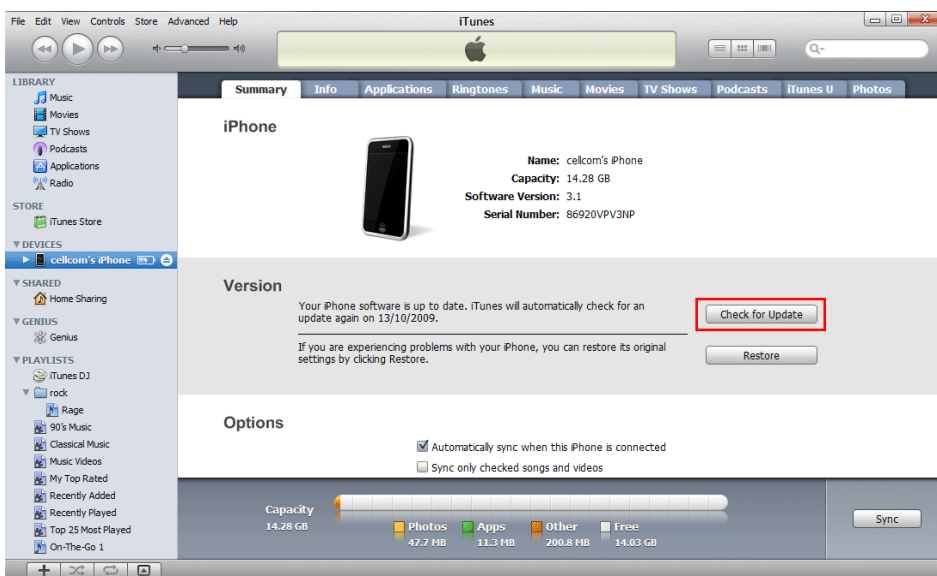 File Edit View Controls Store Advanced Help
iTunes
LIBRARY
Music
Movies
TV Shows
Podcasts
Applications
Radio
STORE
iTunes Store
DEVICES
cellcom's iPhone
SHARED
Home Sharing
GENIUS
Genius
PLAYLISTS
iTunes DJ
rock
Rage
90's Music
Classical Music
Music Videos
My Top Rated
Recently Added
Recently Played
Top 25 Most Played
On-The-Go 1
Summary Info Applications Ringtones Music Movies TV Shows Podcasts iTunes U Photos
iPhone
Name: cellcom's iPhone
Capacity: 14.28 GB
Software Version: 3.1
Serial Number: 86920VPV3NP
Version
Your iPhone software is up to date. iTunes will automatically check for an
update again on 13/10/2009.
Check for Update
If you are experiencing problems with your iPhone, you can restore its original
settings by clicking Restore.
Restore
Options
Automatically sync when this iPhone is connected
Sync only checked songs and videos
Capacity
14.28 GB
Photos Apps Other Free
47.7 MB 11.3 MB 200.8 MB 14.03 GB
Sync